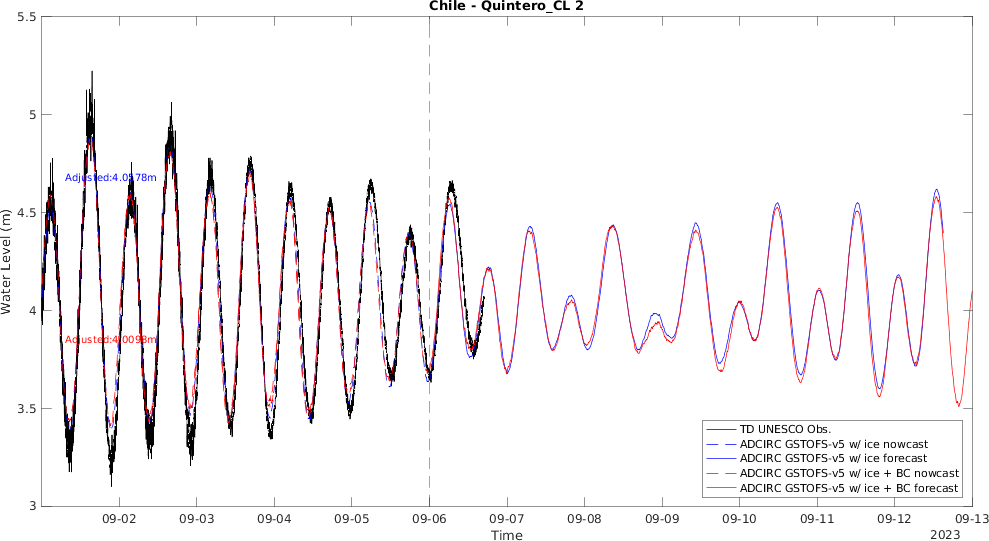 Chile - Quintero_CL 2
5.5
5
4.5
4
3.5
3
Water Level (m)
Adjusted:4.0578m
Adjusted:4.0098m
TD UNESCO Obs.
ADCIRC GSTOFS-v5 w/ ice nowcast
ADCIRC GSTOFS-v5 w/ ice forecast
ADCIRC GSTOFS-v5 w/ ice + BC nowcast
ADCIRC GSTOFS-v5 w/ ice + BC forecast
09-02 09-03 09-04 09-05 09-06 09-07 09-08 09-09 09-10 09-11 09-12 09-13
Time
2023